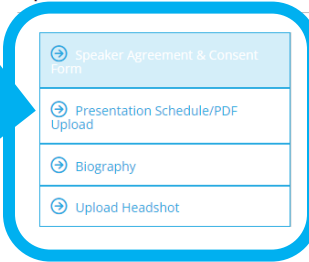 Speaker Agreement & Consent
Form
Presentation Schedule/PDF
Upload
Biography
Upload Headshot